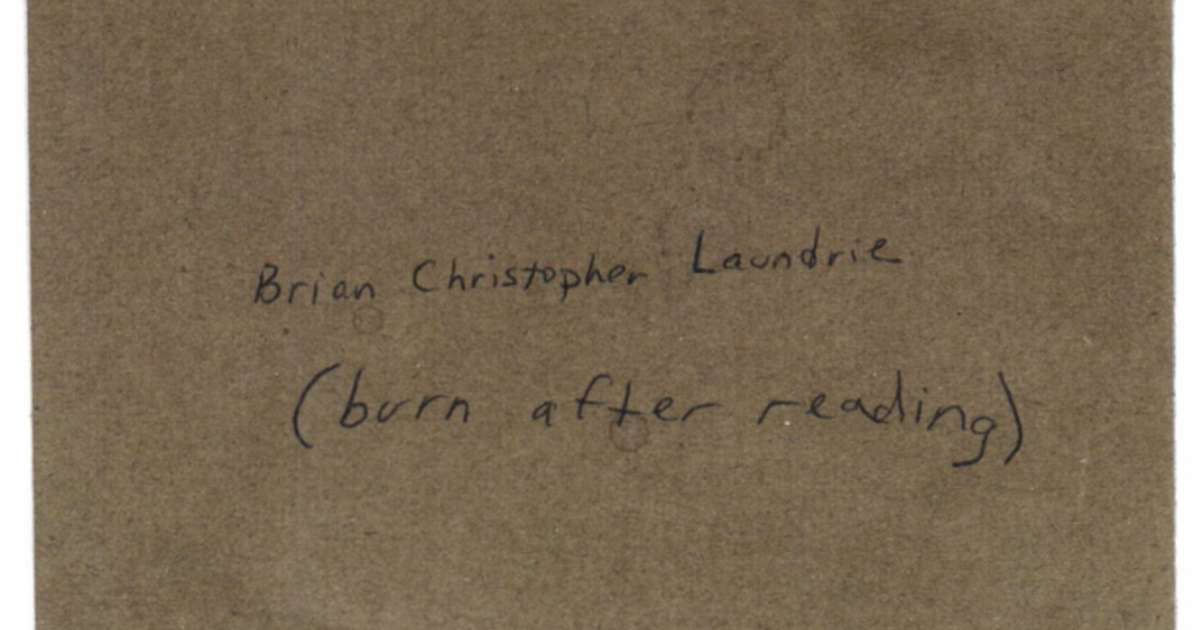 Brian Christopher Laundrie
(burn after reading)